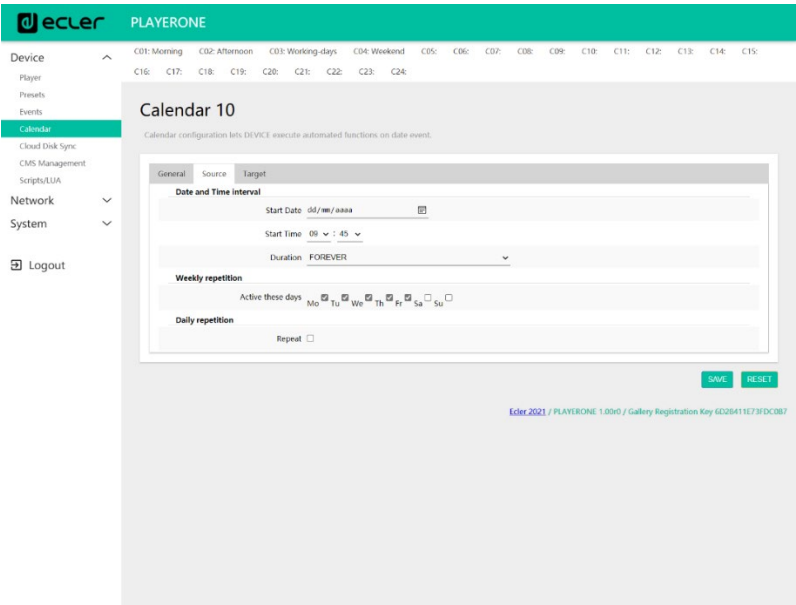 ecler PLAYERONE
Device
Player
Presets
Events
Calendar
Cloud Disk Sync
CMS Management
Scripts/LUA
Network
System
Logout
C01: Morning C02: Afternoon C03: Working-days C04: Weekend C05: C06: C07: C08: C09: C10: C11: C12: C13: C14: C15:
C16: C17: C18: C19: C20: C21: C22: C23: C24:
Calendar 10
Calendar configuration lets DEVICE execute automated functions on date event.
General Source Target
Date and Time interval
Start Date dd/mm/aaaa
Start Time 09 : 45
Duration FOREVER
Weekly repetition
Active these days Mo Tu We Th Fr Sa Su
Daily repetition
Repeat
SAVE RESET
Ecler 2021 / PLAYERONE 1.00r0 / Gallery Registration Key 6D28411E73FDC0B7